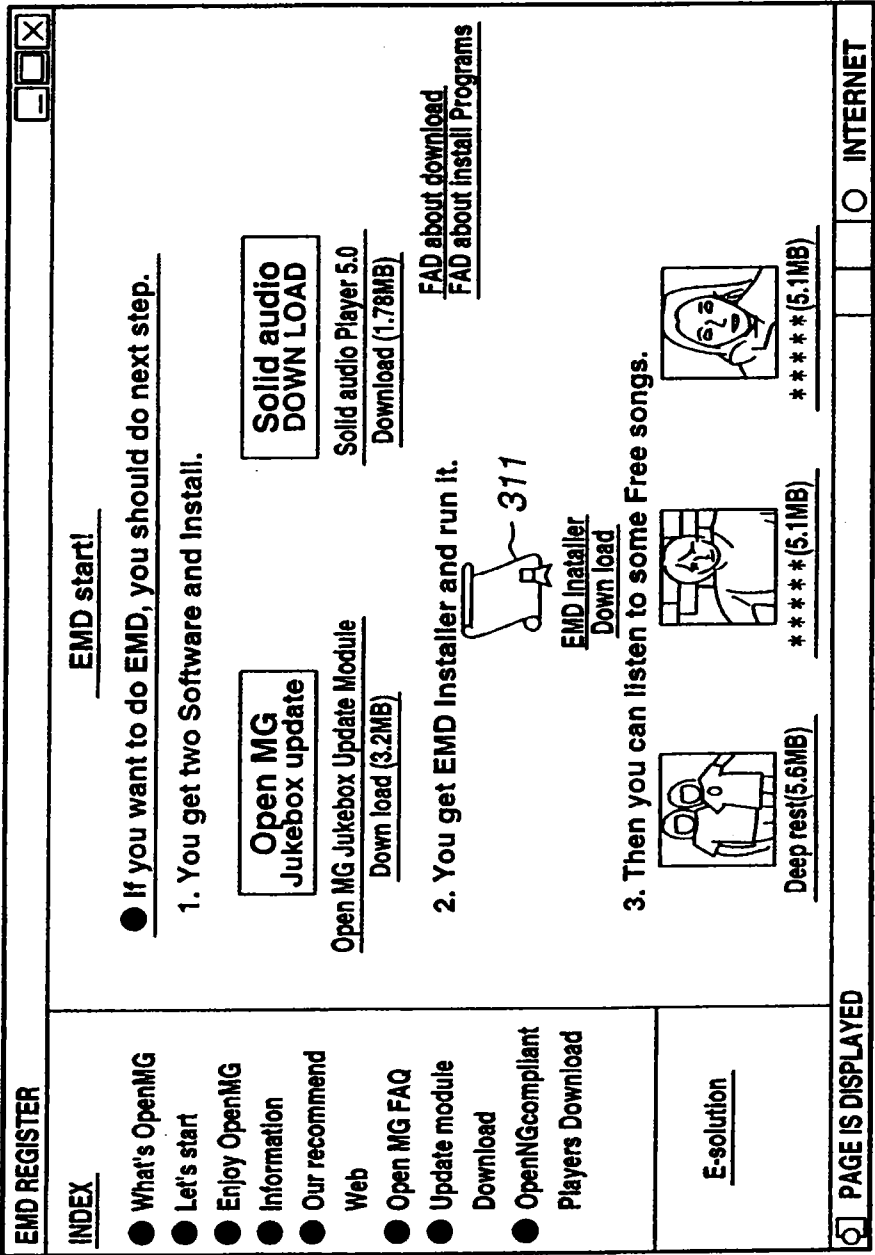 EMD REGISTER
INDEX
What's OpenMG
Let's start
Enjoy OpenMG
Information
Our recommend
Web
Open MG FAQ
Update module
Download
OpenNGcompliant
Players Download
E-solution
EMD start!
If you want to do EMD, you should do next step.
1. You get two Software and Install.
Open MG
Jukebox update
Open MG Jukebox Update Module
Down load (3.2MB)
Solid audio
DOWN LOAD
Solid audio Player 5.0
Download (1.78MB)
FAD about download
FAD about install Programs
2. You get EMD Installer and run it.
311
EMD Inataller
Down load
3. Then you can listen to some Free songs.
Deep rest(5.6MB)
*****(5.1MB)
*****(5.1MB)
PAGE IS DISPLAYED
INTERNET